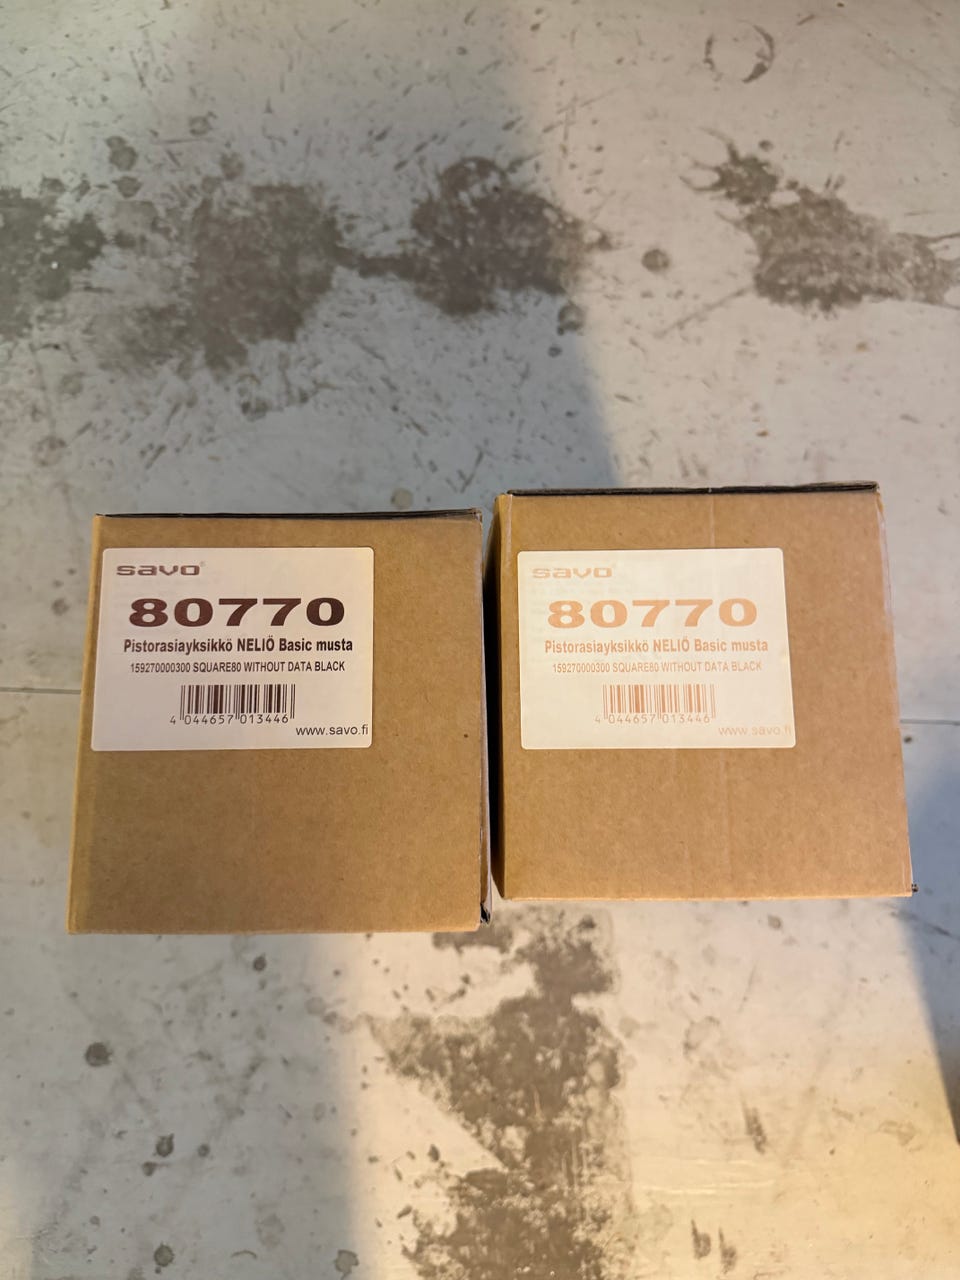 savo®
80770
Pistorasiayksikkö NELIÖ Basic musta
159270000300 SQUARE80 WITHOUT DATA BLACK
4 044657 013446
www.savo.fi
savo®
80770
Pistorasiayksikkö NELIÖ Basic musta
159270000300 SQUARE80 WITHOUT DATA BLACK
4 044657 013446
www.savo.fi